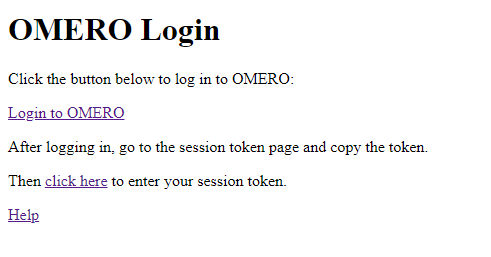 OMERO Login
Click the button below to log in to OMERO:
Login to OMERO
After logging in, go to the session token page and copy the token.
Then click here to enter your session token.
Help